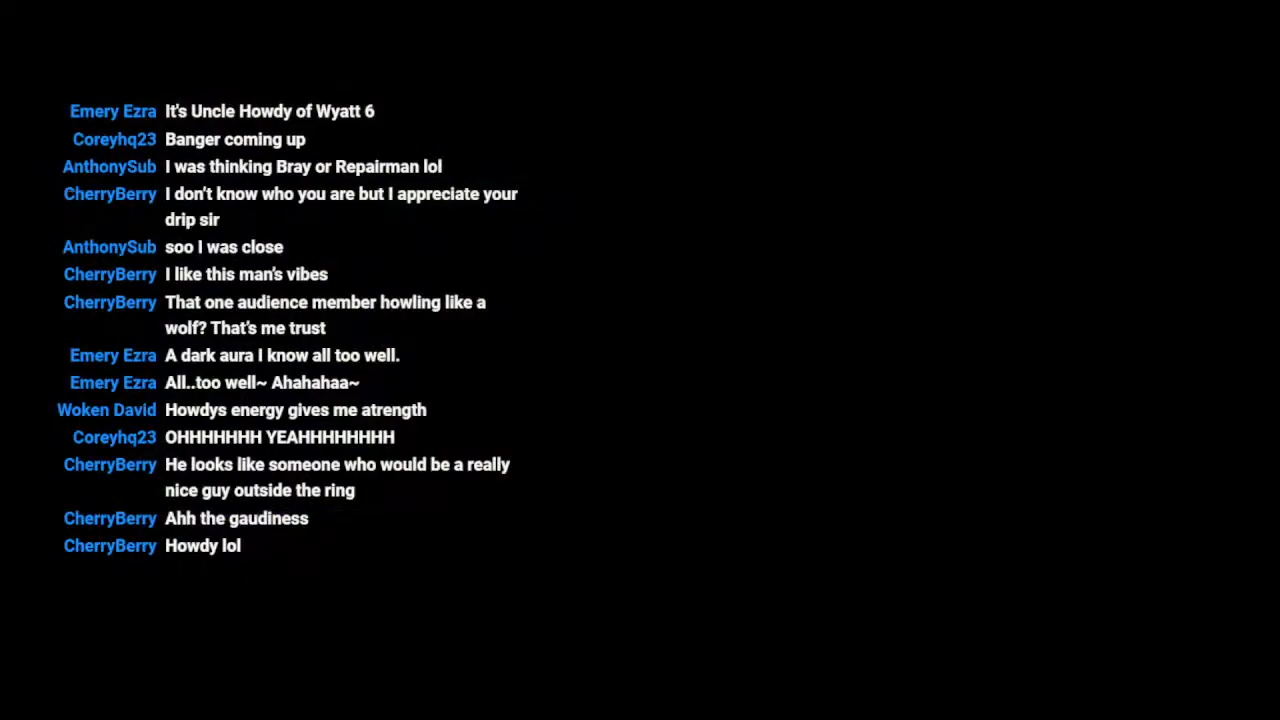 Emery Ezra It's Uncle Howdy of Wyatt 6
Coreyhq23 Banger coming up
AnthonySub I was thinking Bray or Repairman lol
CherryBerry I don't know who you are but I appreciate your
drip sir
AnthonySub soo I was close
CherryBerry I like this man's vibes
CherryBerry That one audience member howling like a
wolf? That's me trust
Emery Ezra A dark aura I know all too well.
Emery Ezra All..too well~ Ahahahaa~
Woken David Howdys energy gives me atrength
Coreyhq23 OHHHHHHH YEAHHHHHHHH
CherryBerry He looks like someone who would be a really
nice guy outside the ring
CherryBerry Ahh the gaudiness
CherryBerry Howdy lol